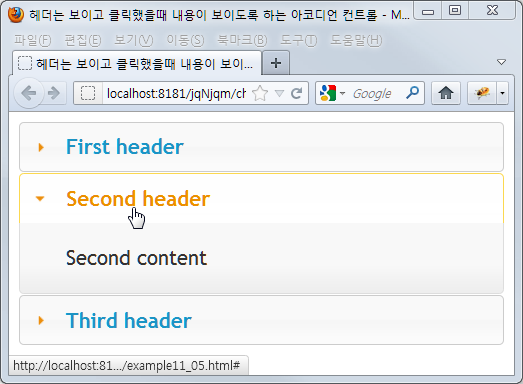 헤더는 보이고 클릭했을때 내용이 보이도록 하는 아코디언 컨트롤 - M...
파일(F) 편집(E) 보기(V) 이동(S) 북마크(B) 도구(T) 도움말(H)
헤더는 보이고 클릭했을때 내용이 보이...
localhost:8181/jqNjqm/ch
Google
First header
Second header
Second content
Third header
http://localhost:81.../example11_05.html#